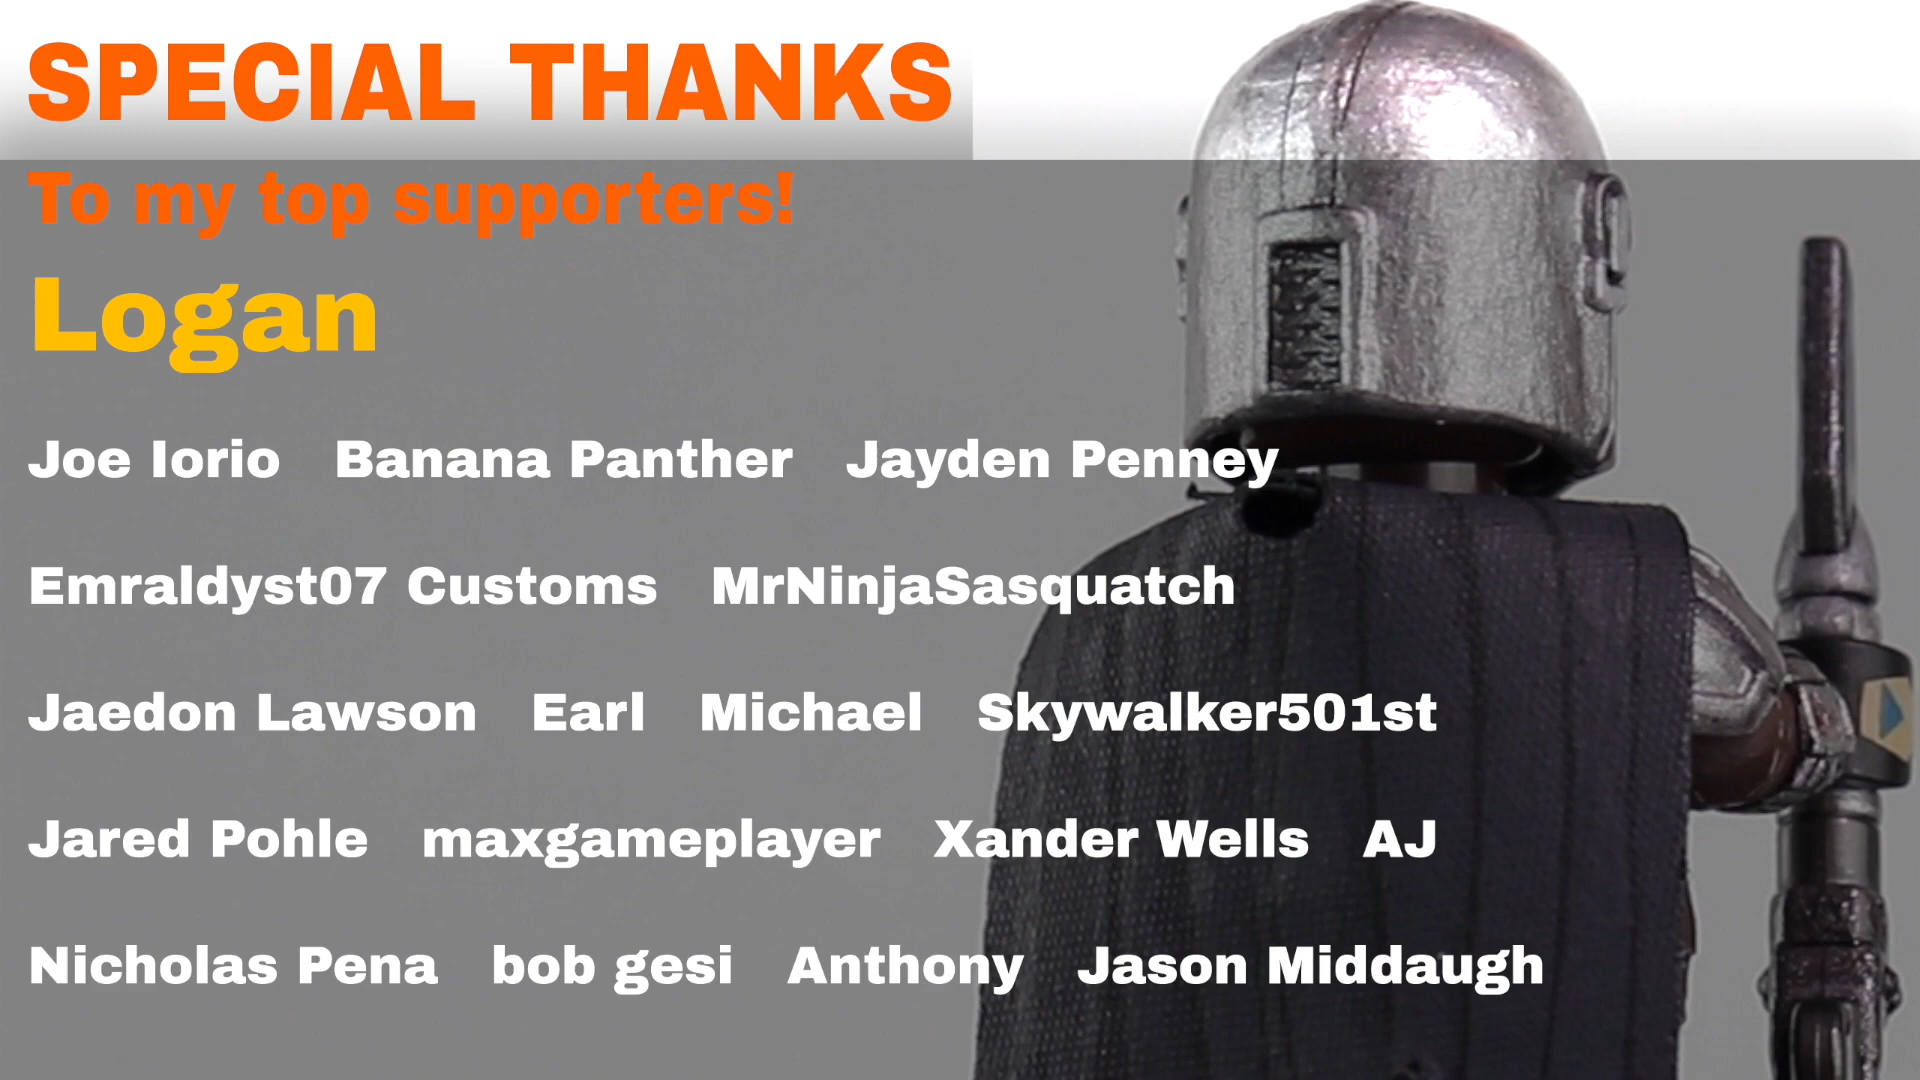 SPECIAL THANKS
To my top supporters!
Logan
Joe Iorio Banana Panther Jayden Penney
Emraldyst07 Customs MrNinjaSasquatch
Jaedon Lawson Earl Michael Skywalker501st
Jared Pohle maxgameplayer Xander Wells AJ
Nicholas Pena bob gesi Anthony Jason Middaugh